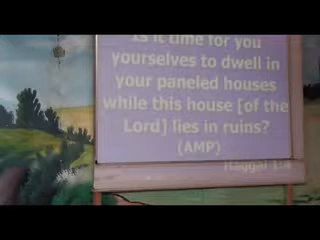 Is it time for you
yourselves to dwell in
your paneled houses
while this house [of the
Lord] lies in ruins?
(AMP)
Haggai 1:4